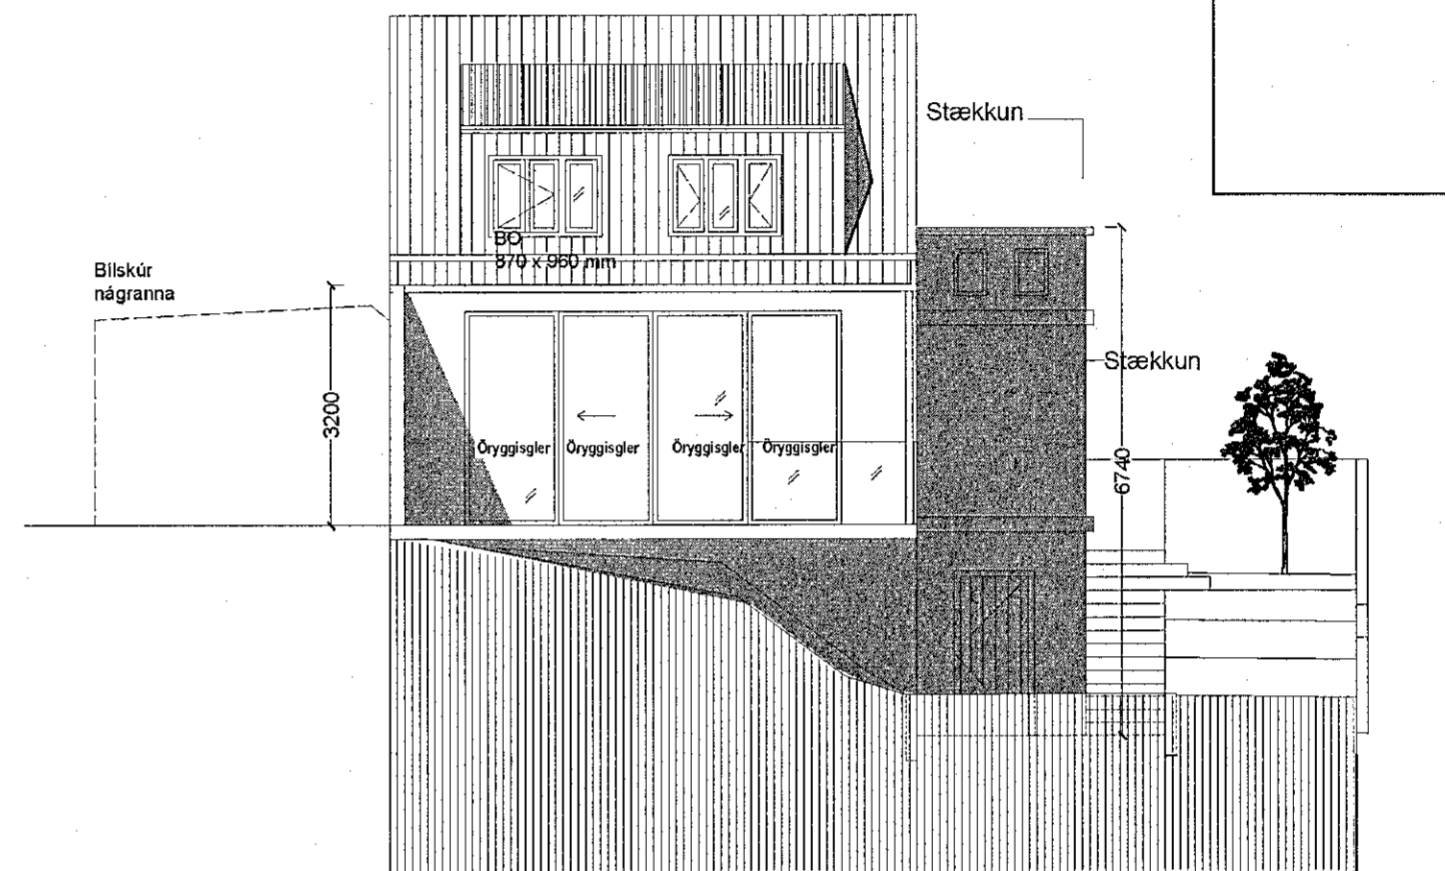 Stækkun
BO
870 x 960 mm
Bílskúr
nágranna
Stækkun
3200
Öryggisgler
Öryggisgler
Öryggisgler
Öryggisgler
6740